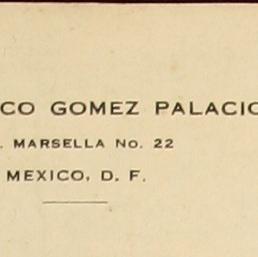 CO GOMEZ PALACIO
. MARSELLA No. 22
MEXICO, D. F.